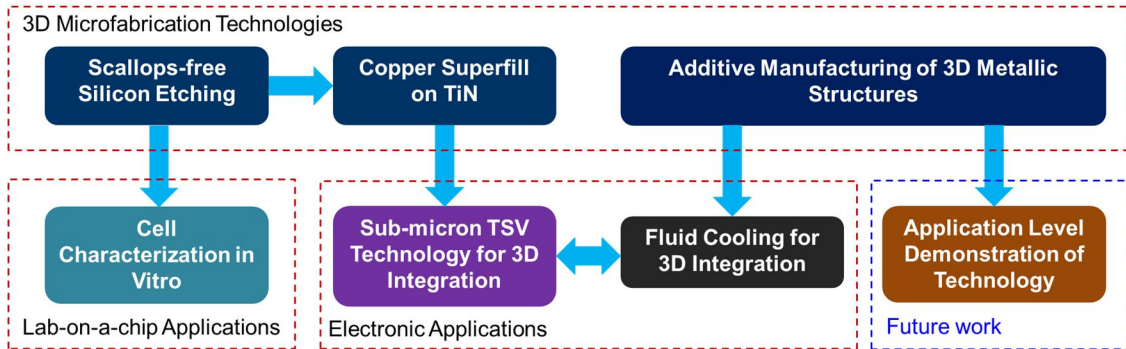 3D Microfabrication Technologies
Scallops-free
Silicon Etching
Copper Superfill
on TiN
Additive Manufacturing of 3D Metallic
Structures
Cell
Characterization in
Vitro
Sub-micron TSV
Technology for 3D
Integration
Fluid Cooling for
3D Integration
Application Level
Demonstration of
Technology
Lab-on-a-chip Applications
Electronic Applications
Future work